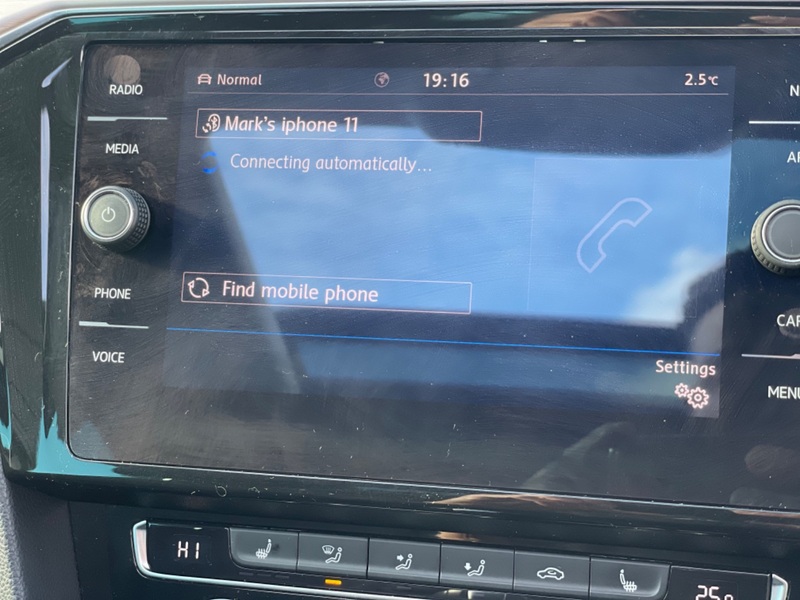 RADIO
MEDIA
PHONE
VOICE
Normal
19:16
2.5°C
Mark's iphone 11
Connecting automatically...
Find mobile phone
Settings
MENU
HI